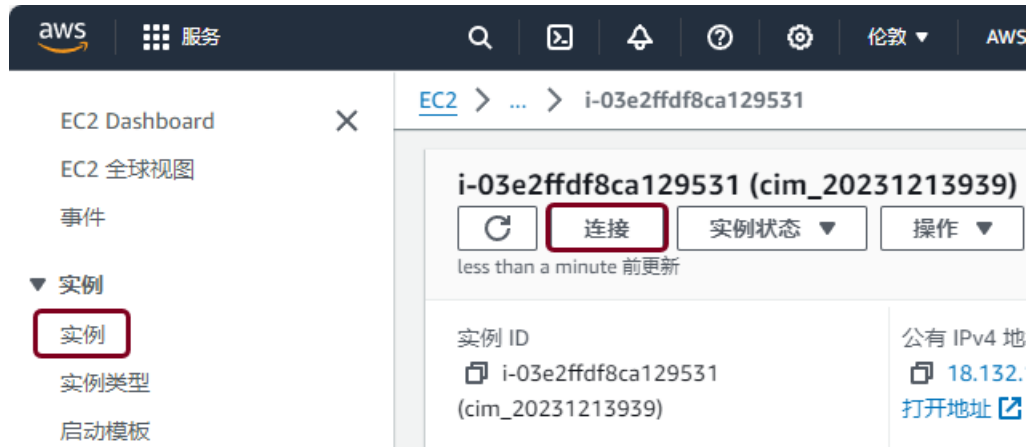 aws 服务 伦敦 AWS
EC2 Dashboard
EC2 全球视图
事件
实例
实例
实例类型
启动模板
EC2 > ... > i-03e2ffdf8ca129531
i-03e2ffdf8ca129531 (cim_20231213939)
连接 实例状态 操作
less than a minute 前更新
实例 ID
i-03e2ffdf8ca129531
(cim_20231213939)
公有 IPv4 地
18.132.
打开地址